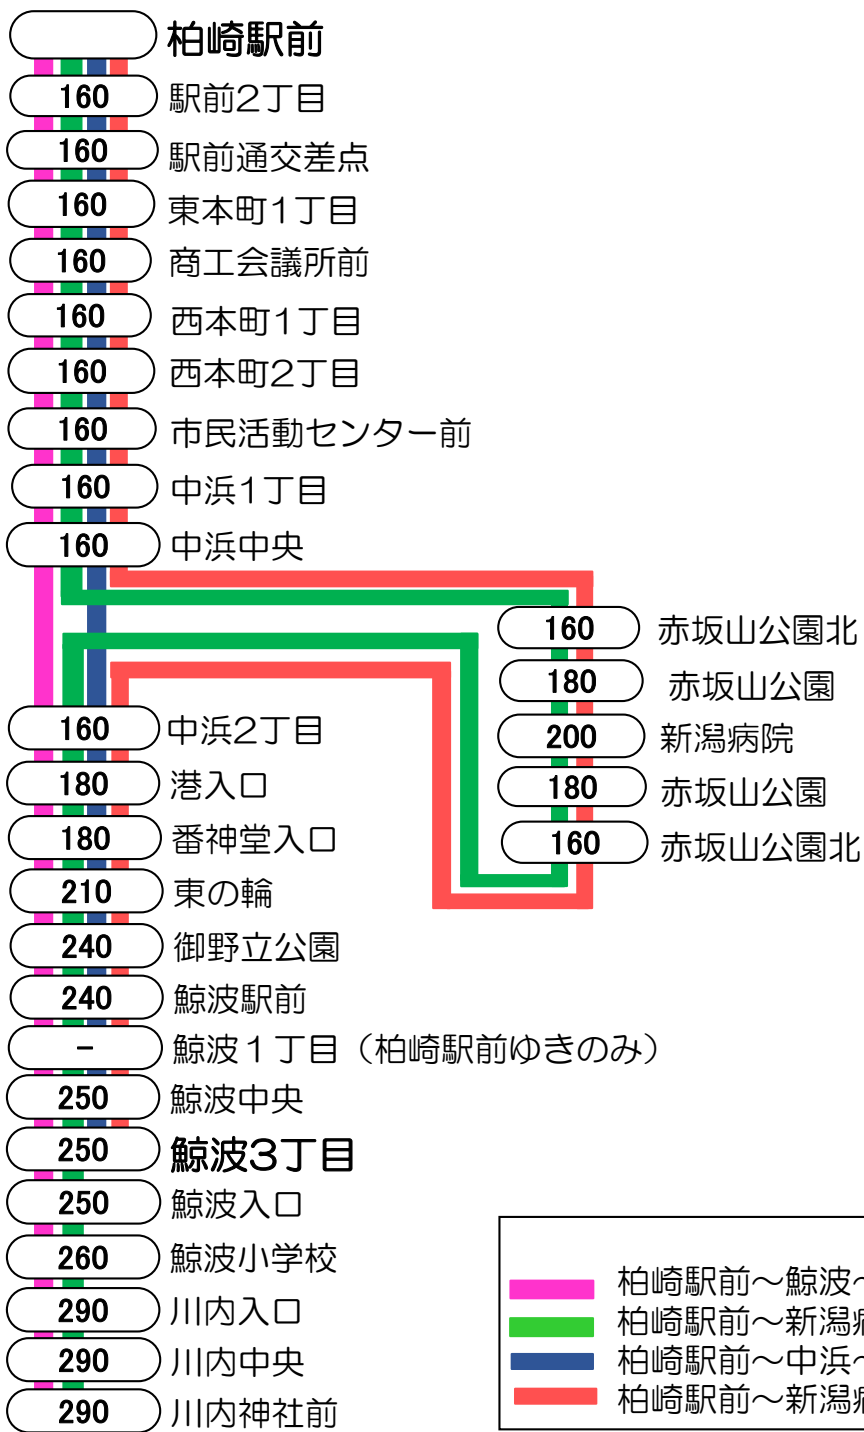 柏崎駅前
160 駅前2丁目
160 駅前通交差点
160 東本町1丁目
160 商工会議所前
160 西本町1丁目
160 西本町2丁目
160 市民活動センター前
160 中浜1丁目
160 中浜中央
160 赤坂山公園北
180 赤坂山公園
200 新潟病院
180 赤坂山公園
160 赤坂山公園北
160 中浜2丁目
180 港入口
180 番神堂入口
210 東の輪
240 御野立公園
240 鯨波駅前
- 鯨波1丁目(柏崎駅前ゆきのみ)
250 鯨波中央
250 鯨波3丁目
250 鯨波入口
260 鯨波小学校
290 川内入口
290 川内中央
290 川内神社前
柏崎駅前～鯨波～
柏崎駅前～新潟病
柏崎駅前～中浜～
柏崎駅前～新潟病